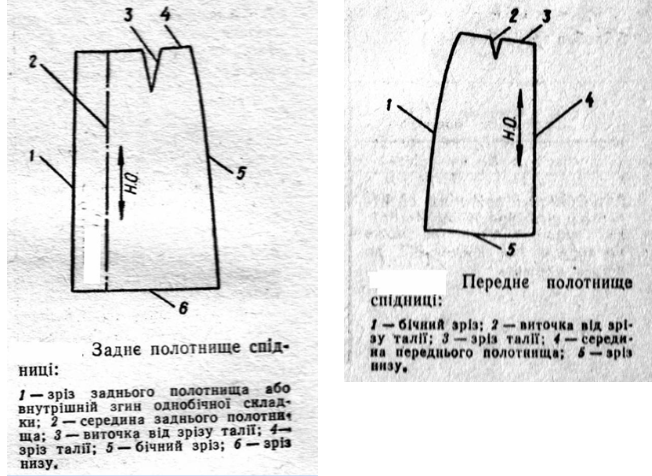 1
2
3
4
5
6
Н.О.
Заднє полотнище спід-
ниці:
1 — зріз заднього полотнища або
внутрішній згин однобічної склад-
ки; 2 — середина заднього полотни-
ща; 3 — виточка від зрізу талії; 4 —
зріз талії; 5 — бічний зріз; 6 — зріз
низу.
1
2
3
4
5
Н.О.
Переднє полотнище
спідниці:
1 — бічний зріз; 2 — виточка від зрі-
зу талії; 3 — зріз талії; 4 — середи-
на переднього полотнища; 5 — зріз
низу.